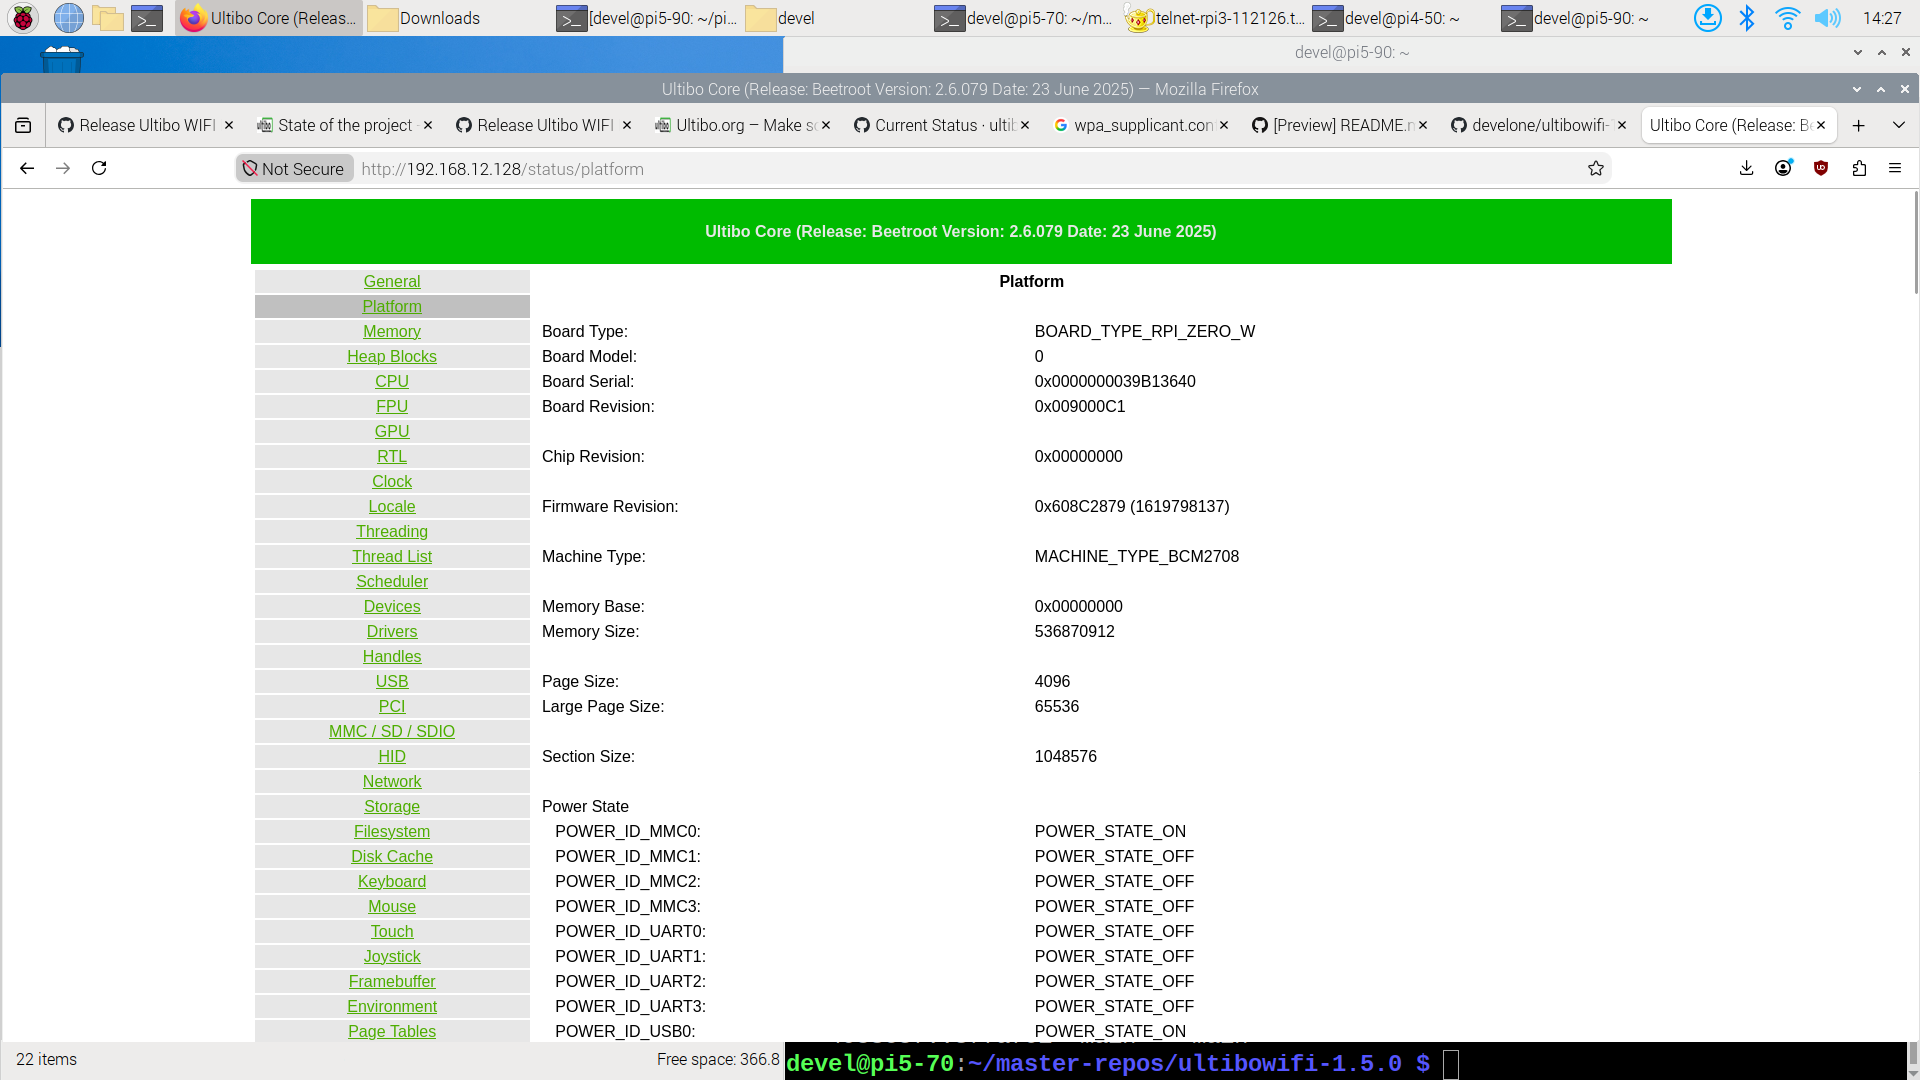 Ultibo Core (Releas...
Downloads
[devel@pi5-90: ~/pi...
devel
devel@pi5-70: ~/m...
telnet-rpi3-112126.t...
devel@pi4-50: ~
devel@pi5-90: ~
14:27
devel@pi5-90: ~
Ultibo Core (Release: Beetroot Version: 2.6.079 Date: 23 June 2025) — Mozilla Firefox
Release Ultibo WIFI
State of the project
Release Ultibo WIFI
Ultibo.org – Make so
Current Status · ultib
wpa_supplicant.con
[Preview] README.m
develone/ultibowifi-1
Ultibo Core (Release: Be
Not Secure
http://192.168.12.128/status/platform
Ultibo Core (Release: Beetroot Version: 2.6.079 Date: 23 June 2025)
General
Platform
Memory
Heap Blocks
CPU
FPU
GPU
RTL
Clock
Locale
Threading
Thread List
Scheduler
Devices
Drivers
Handles
USB
PCI
MMC / SD / SDIO
HID
Network
Storage
Filesystem
Disk Cache
Keyboard
Mouse
Touch
Joystick
Framebuffer
Environment
Page Tables
Platform
Board Type: BOARD_TYPE_RPI_ZERO_W
Board Model: 0
Board Serial: 0x0000000039B13640
Board Revision: 0x009000C1
Chip Revision: 0x00000000
Firmware Revision: 0x608C2879 (1619798137)
Machine Type: MACHINE_TYPE_BCM2708
Memory Base: 0x00000000
Memory Size: 536870912
Page Size: 4096
Large Page Size: 65536
Section Size: 1048576
Power State
POWER_ID_MMC0: POWER_STATE_ON
POWER_ID_MMC1: POWER_STATE_OFF
POWER_ID_MMC2: POWER_STATE_OFF
POWER_ID_MMC3: POWER_STATE_OFF
POWER_ID_UART0: POWER_STATE_OFF
POWER_ID_UART1: POWER_STATE_OFF
POWER_ID_UART2: POWER_STATE_OFF
POWER_ID_UART3: POWER_STATE_OFF
POWER_ID_USB0: POWER_STATE_ON
22 items
Free space: 366.8
devel@pi5-70:~/master-repos/ultibowifi-1.5.0 $